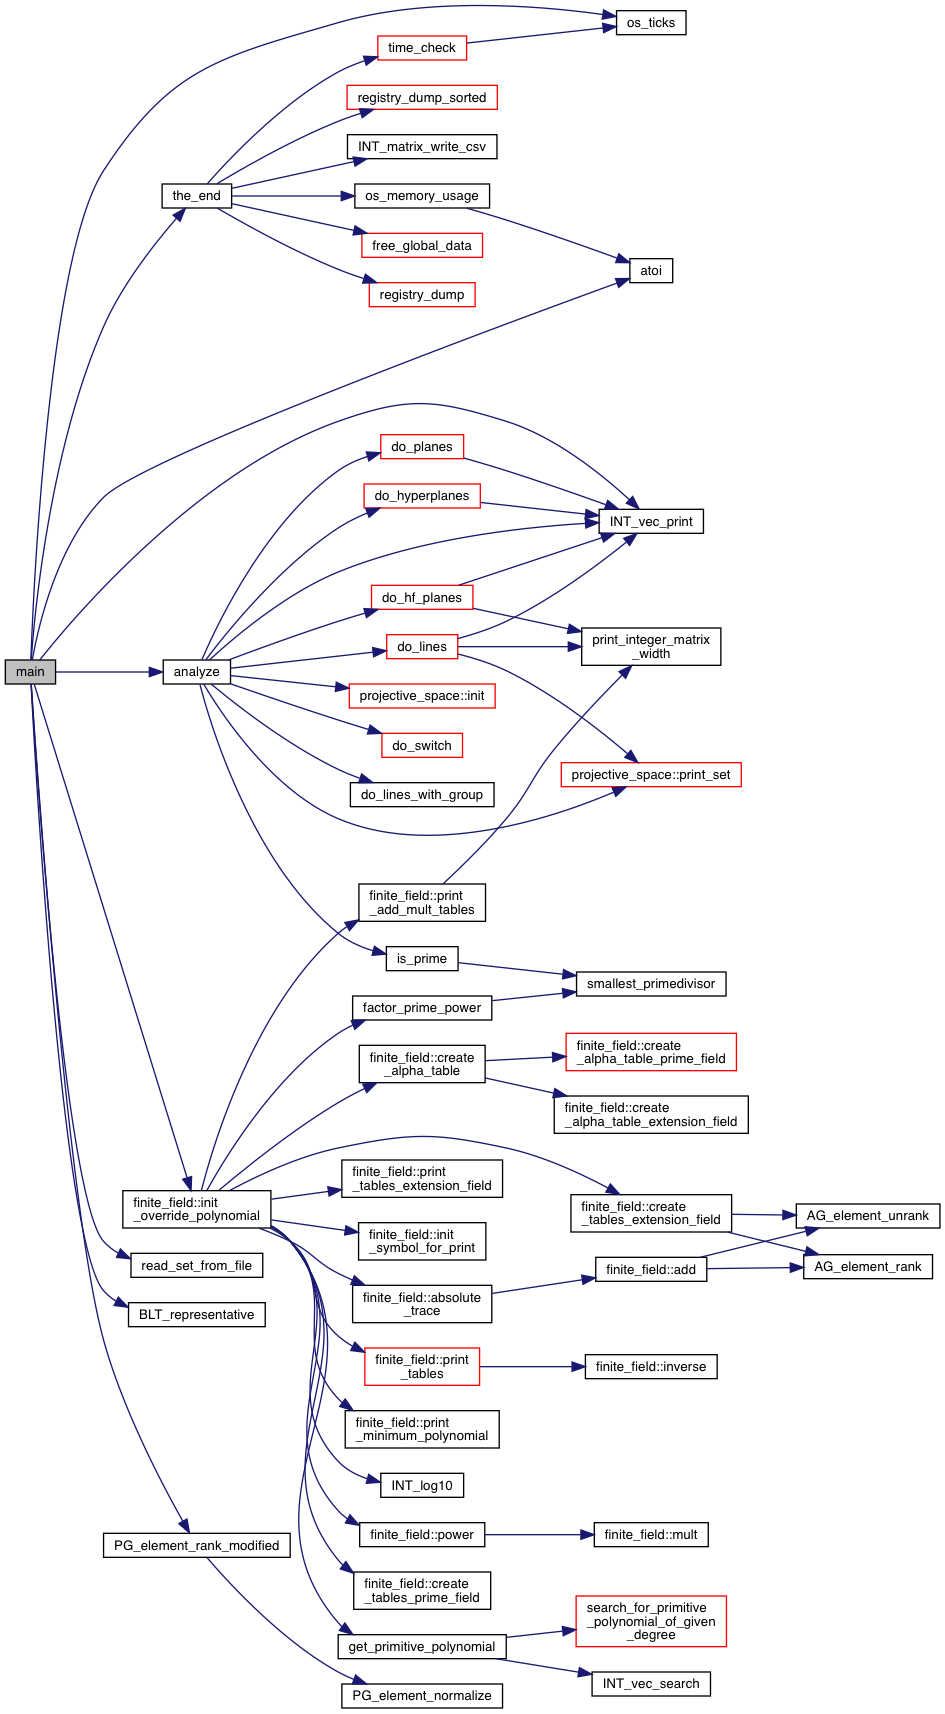 os_ticks
time_check
registry_dump_sorted
INT_matrix_write_csv
the_end
os_memory_usage
free_global_data
atoi
registry_dump
do_planes
do_hyperplanes
INT_vec_print
do_hf_planes
do_lines
print_integer_matrix
_width
main
analyze
projective_space::init
do_switch
projective_space::print_set
do_lines_with_group
finite_field::print
_add_mult_tables
is_prime
smallest_primedivisor
factor_prime_power
finite_field::create
_alpha_table
finite_field::create
_alpha_table_prime_field
finite_field::create
_alpha_table_extension_field
finite_field::print
_tables_extension_field
finite_field::init
_override_polynomial
finite_field::create
_tables_extension_field
AG_element_unrank
finite_field::init
_symbol_for_print
read_set_from_file
finite_field::add
AG_element_rank
BLT_representative
finite_field::absolute
_trace
finite_field::print
_tables
finite_field::inverse
finite_field::print
_minimum_polynomial
INT_log10
PG_element_rank_modified
finite_field::power
finite_field::mult
finite_field::create
_tables_prime_field
search_for_primitive
_polynomial_of_given
_degree
get_primitive_polynomial
INT_vec_search
PG_element_normalize